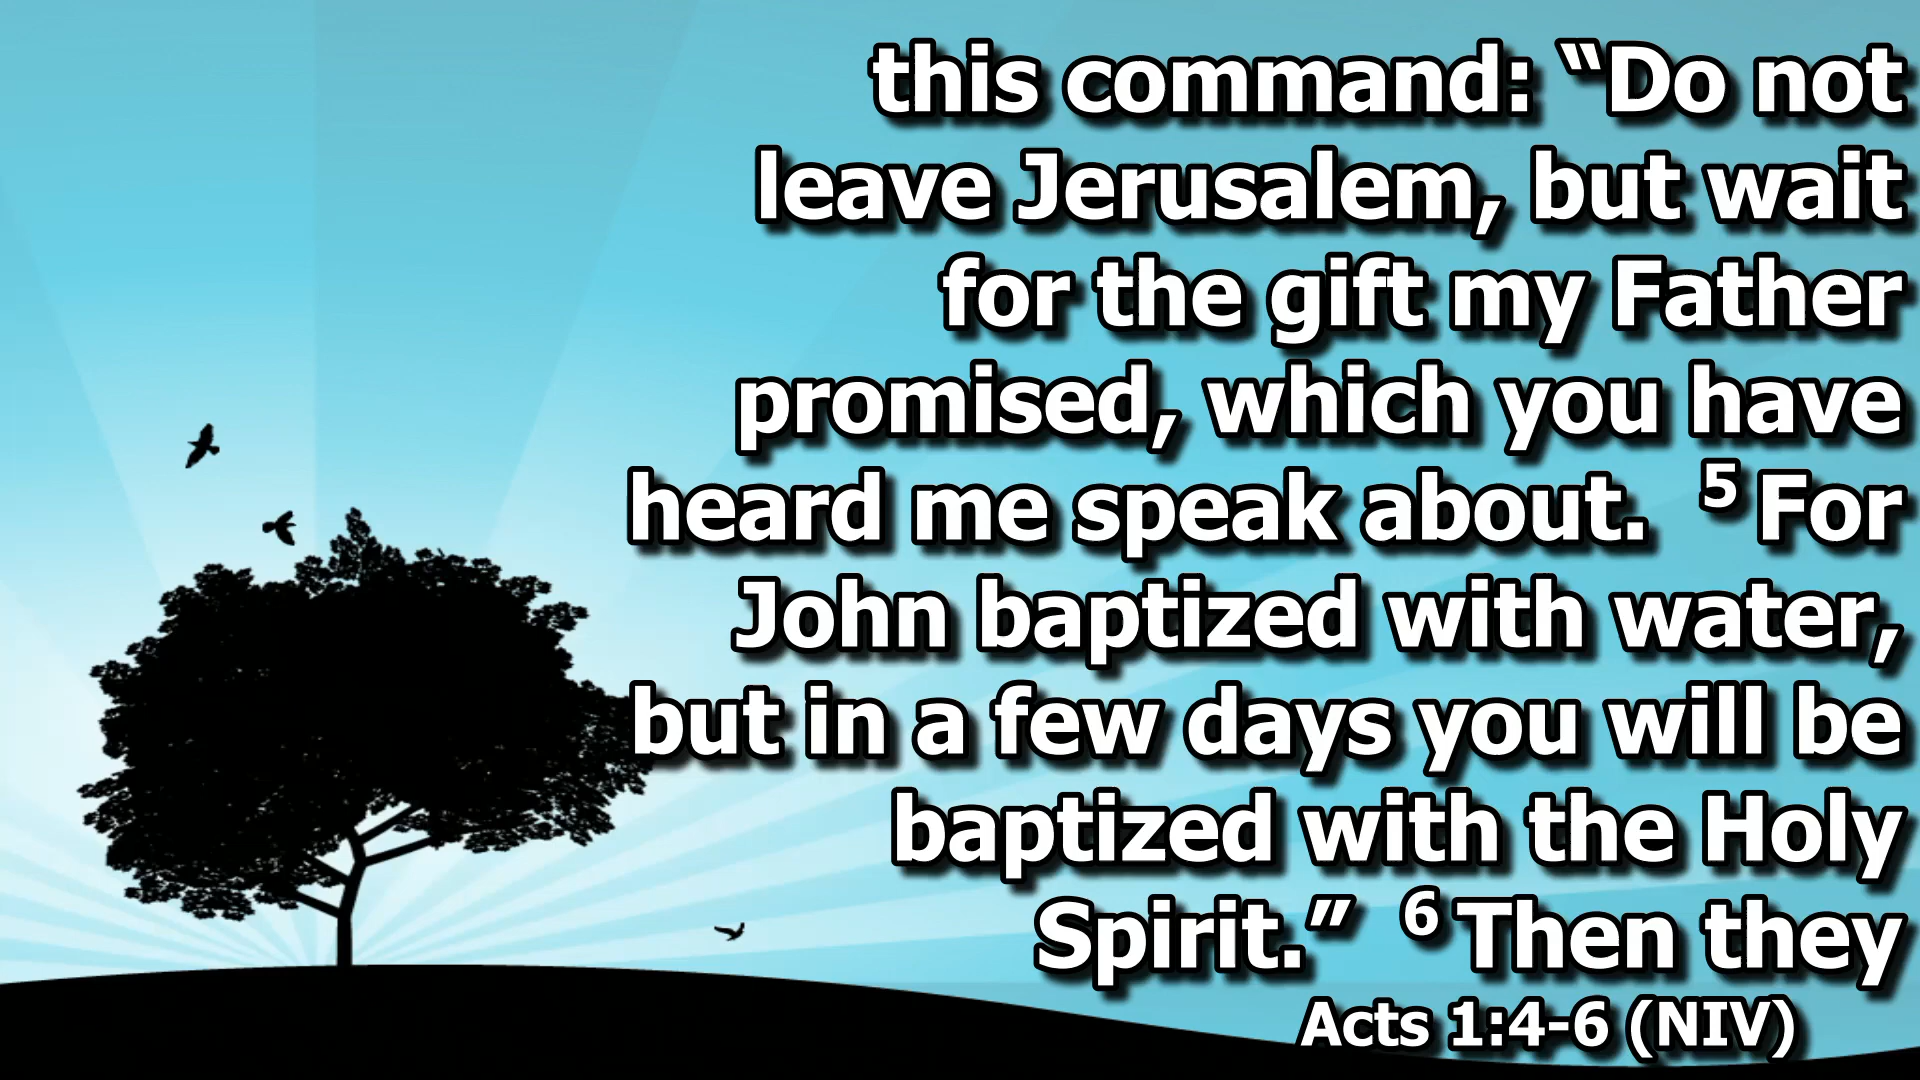 this command: “Do not
leave Jerusalem, but wait
for the gift my Father
promised, which you have
heard me speak about. ⁵ For
John baptized with water,
but in a few days you will be
baptized with the Holy
Spirit.” ⁶ Then they
Acts 1:4-6 (NIV)